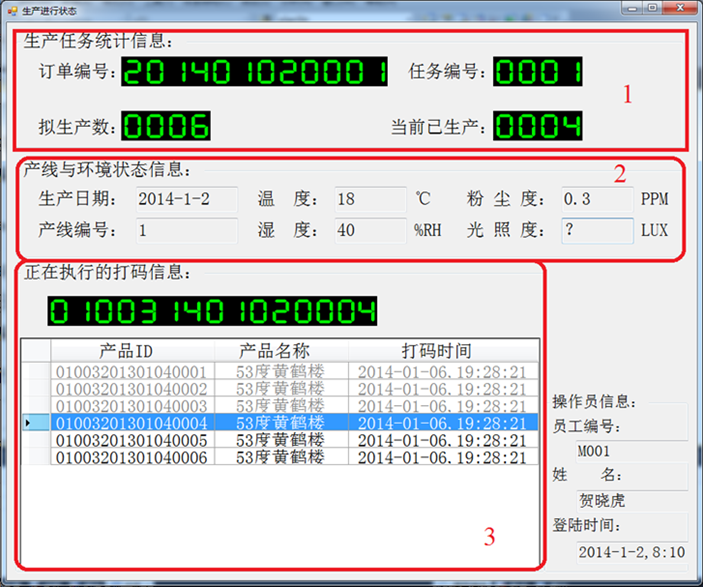 生产进行状态
生产任务统计信息：
订单编号：201401020001 任务编号：0001
拟生产数：0006 当前已生产：0004
1
产线与环境状态信息：
2
生产日期： 2014-1-2 温 度： 18 ℃ 粉 尘 度： 0.3 PPM
产线编号： 1 湿 度： 40 %RH 光 照 度： ? LUX
正在执行的打码信息：
010031401020004
产品ID 产品名称 打码时间
01003201301040001 53度黄鹤楼 2014-01-06,19:28:21
01003201301040002 53度黄鹤楼 2014-01-06,19:28:21
01003201301040003 53度黄鹤楼 2014-01-06,19:28:21
01003201301040004 53度黄鹤楼 2014-01-06,19:28:21
01003201301040005 53度黄鹤楼 2014-01-06,19:28:21
01003201301040006 53度黄鹤楼 2014-01-06,19:28:21
3
操作员信息：
员工编号：
M001
姓 名：
贺晓虎
登陆时间：
2014-1-2,8:10